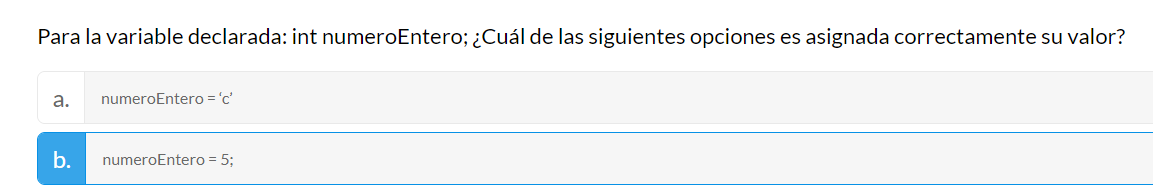 Para la variable declarada: int numeroEntero; ¿Cuál de las siguientes opciones es asignada correctamente su valor?
a. numeroEntero = ‘c’
b. numeroEntero = 5;